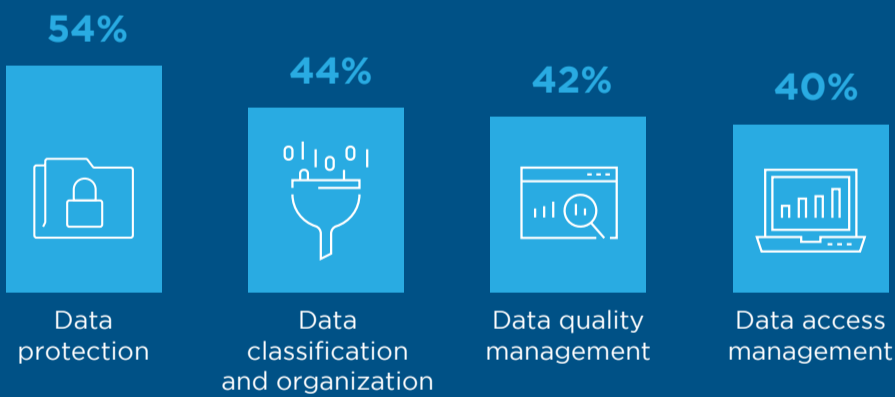 54%
44%
42%
40%
Data
protection
Data
classification
and organization
Data quality
management
Data access
management